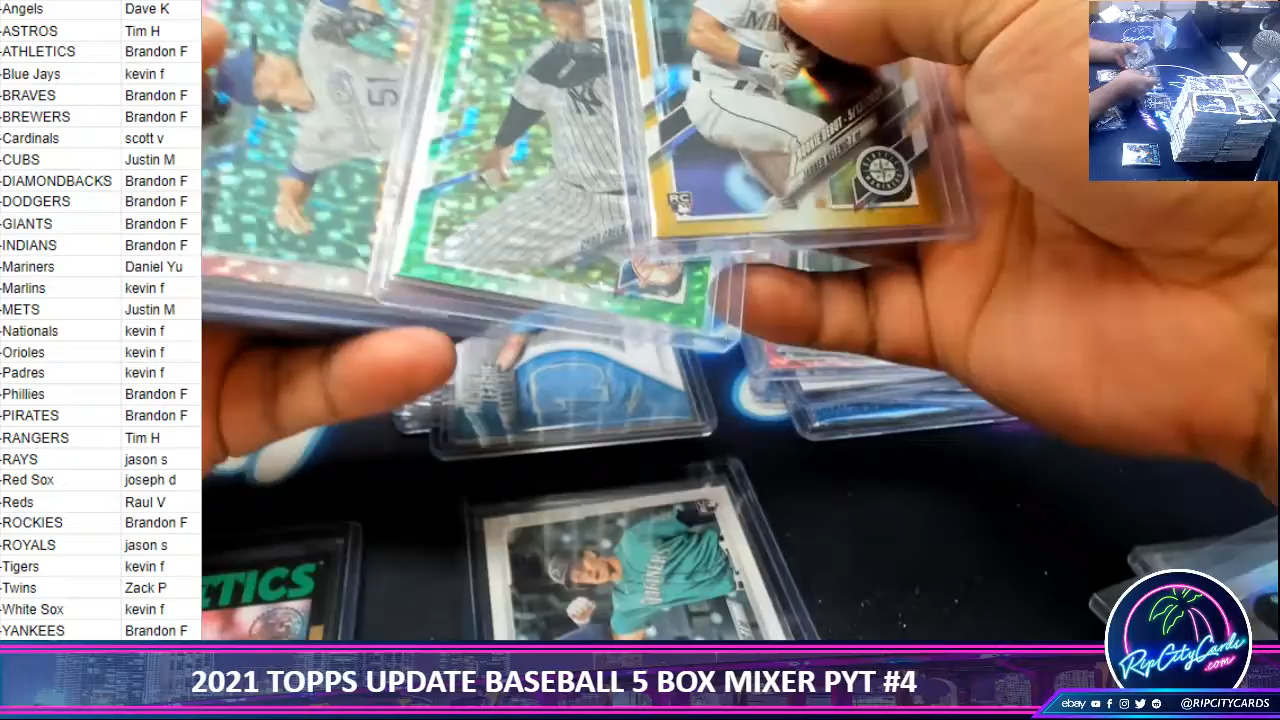 -Angels Dave K
-ASTROS Tim H
-ATHLETICS Brandon F
-Blue Jays kevin f
-BRAVES Brandon F
-BREWERS Brandon F
-Cardinals scott v
-CUBS Justin M
-DIAMONDBACKS Brandon F
-DODGERS Brandon F
-GIANTS Brandon F
-INDIANS Brandon F
-Mariners Daniel Yu
-Marlins kevin f
-METS Justin M
-Nationals kevin f
-Orioles kevin f
-Padres kevin f
-Phillies Brandon F
-PIRATES Brandon F
-RANGERS Tim H
-RAYS jason s
-Red Sox joseph d
-Reds Raul V
-ROCKIES Brandon F
-ROYALS jason s
-Tigers kevin f
-Twins Zack P
-White Sox kevin f
-YANKEES Brandon F
51
RC
MARINERS
RipCityCards
.com
2021 TOPPS UPDATE BASEBALL 5 BOX MIXER PYT #4
ebay @RIPCITYCARDS